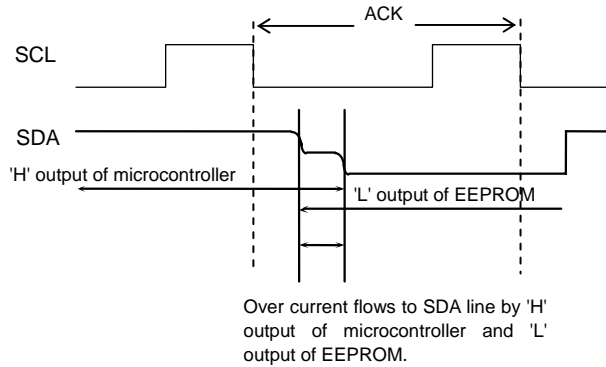 ACK
SCL
SDA
'H' output of microcontroller
'L' output of EEPROM
Over current flows to SDA line by 'H'
output of microcontroller and 'L'
output of EEPROM.